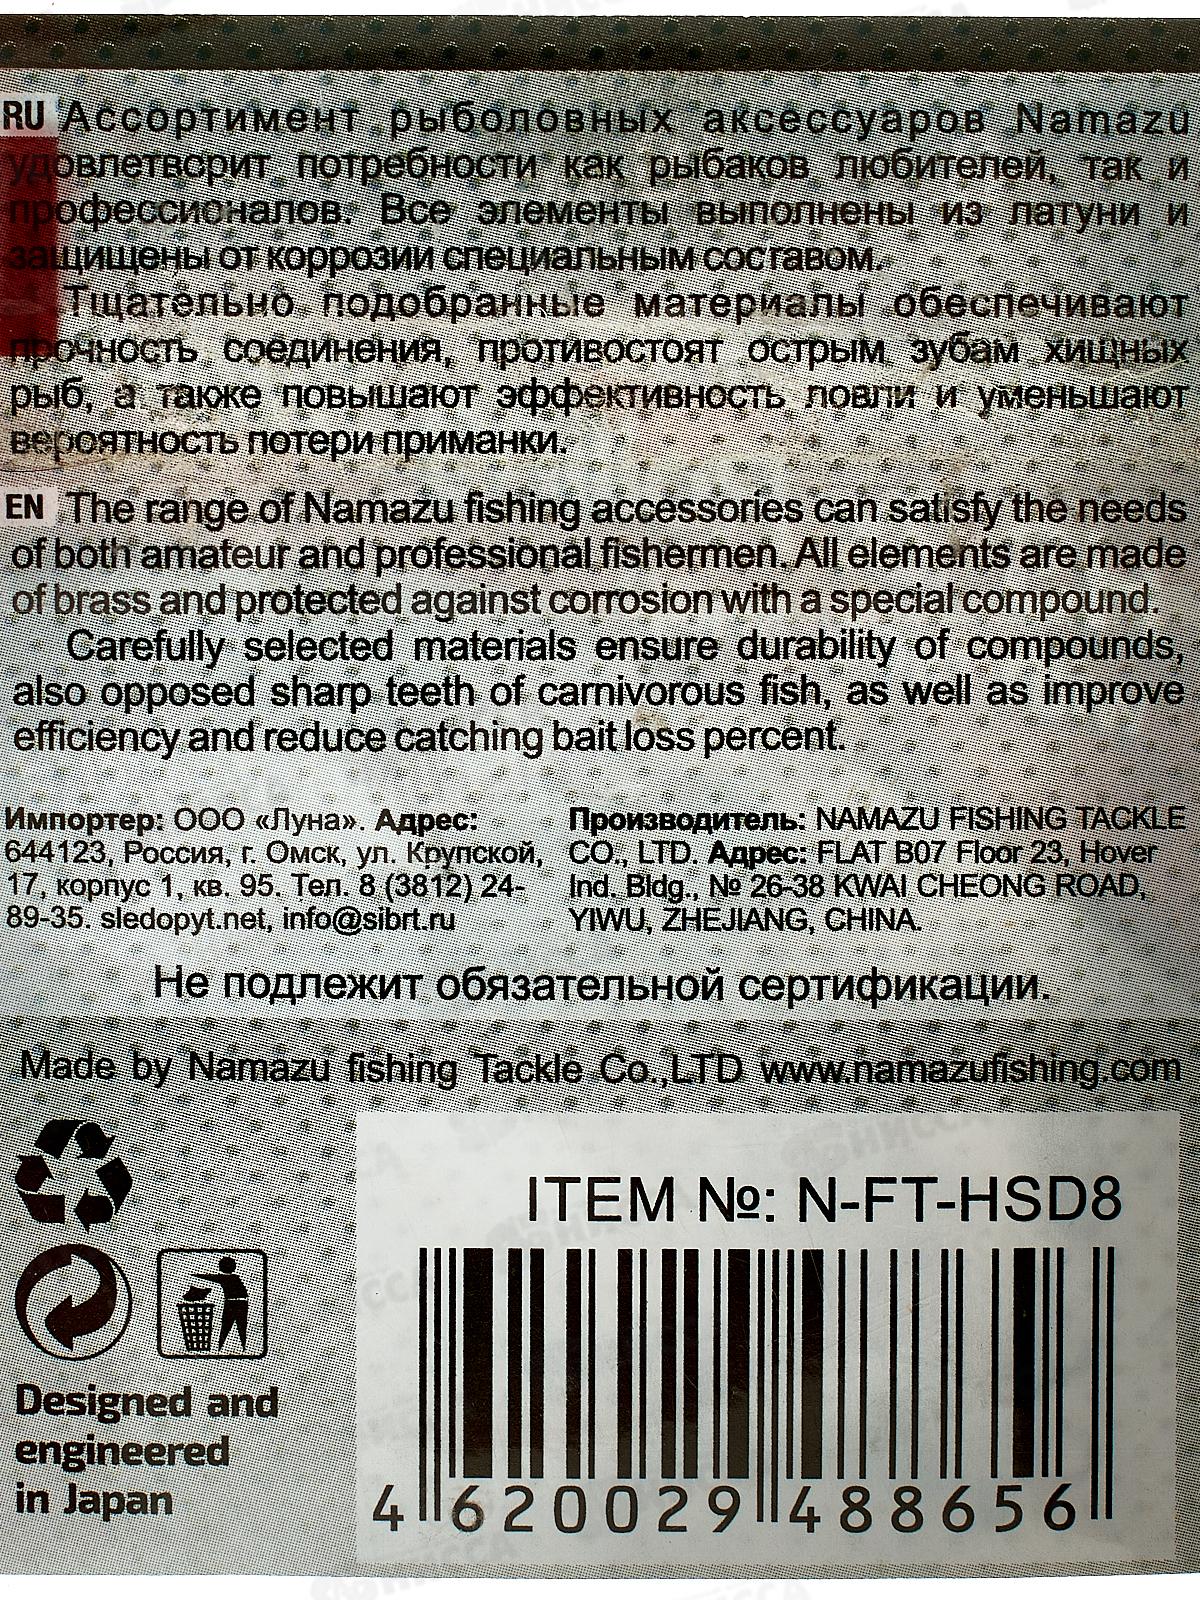 RU Ассортимент рыболовных аксессуаров Namazu
удовлетворит потребности как рыбаков любителей, так и
профессионалов. Все элементы выполнены из латуни и
защищены от коррозии специальным составом.
Тщательно подобранные материалы обеспечивают
прочность соединения, противостоят острым зубам хищных
рыб, а также повышают эффективность ловли и уменьшают
вероятность потери приманки.
EN The range of Namazu fishing accessories can satisfy the needs
of both amateur and professional fishermen. All elements are made
of brass and protected against corrosion with a special compound.
Carefully selected materials ensure durability of compounds,
also opposed sharp teeth of carnivorous fish, as well as improve
efficiency and reduce catching bait loss percent.
Импортер: ООО «Луна». Адрес:
644123, Россия, г. Омск, ул. Крупской,
17, корпус 1, кв. 95. Тел. 8 (3812) 24-
89-35. sledopyt.net, info@sibrt.ru
Производитель: NAMAZU FISHING TACKLE
CO., LTD. Адрес: FLAT B07 Floor 23, Hover
Ind. Bldg., № 26-38 KWAI CHEONG ROAD,
YIWU, ZHEJIANG, CHINA.
Не подлежит обязательной сертификации.
Made by Namazu fishing Tackle Co.,LTD www.namazufishing.com
ITEM №: N-FT-HSD8
4 620029 488656
Designed and
engineered
in Japan